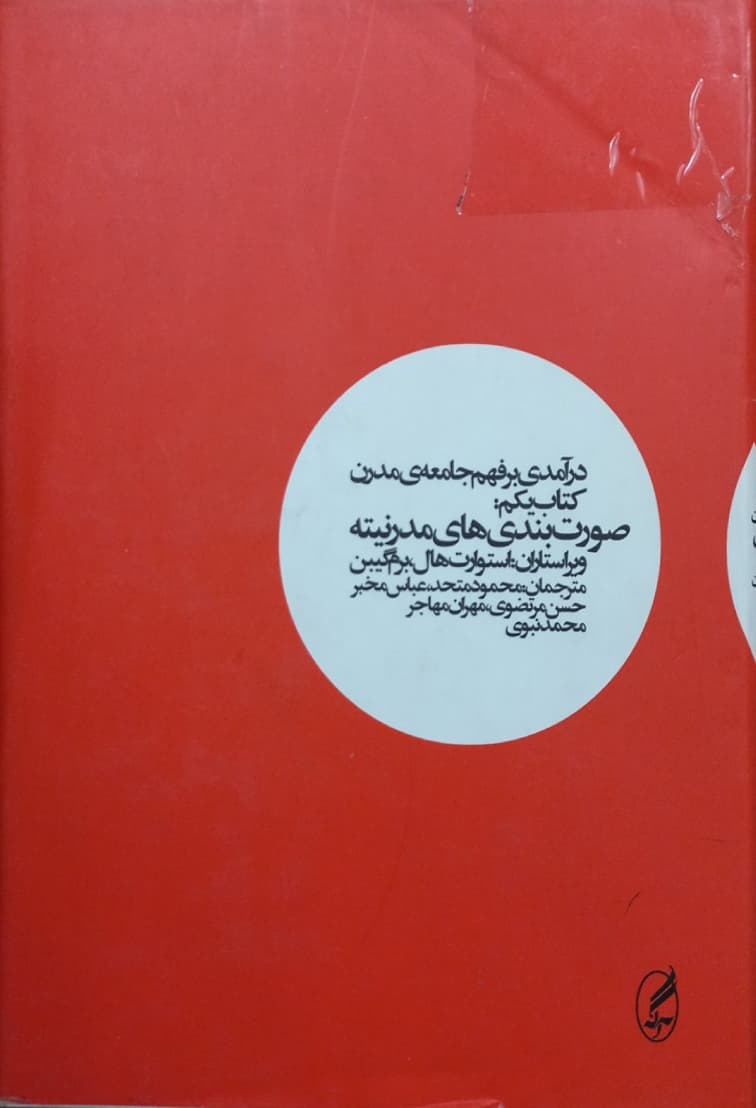 درآمدی بر فهم جامعه‌ی مدرن
کتاب یکم:
صورت‌بندی‌های مدرنیته
ویراستاران: استوارت هال، برم گیبن
مترجمان: محمود متحد، عباس مخبر
حسن مرتضوی، مهران مهاجر
محمد نبوی
آگه